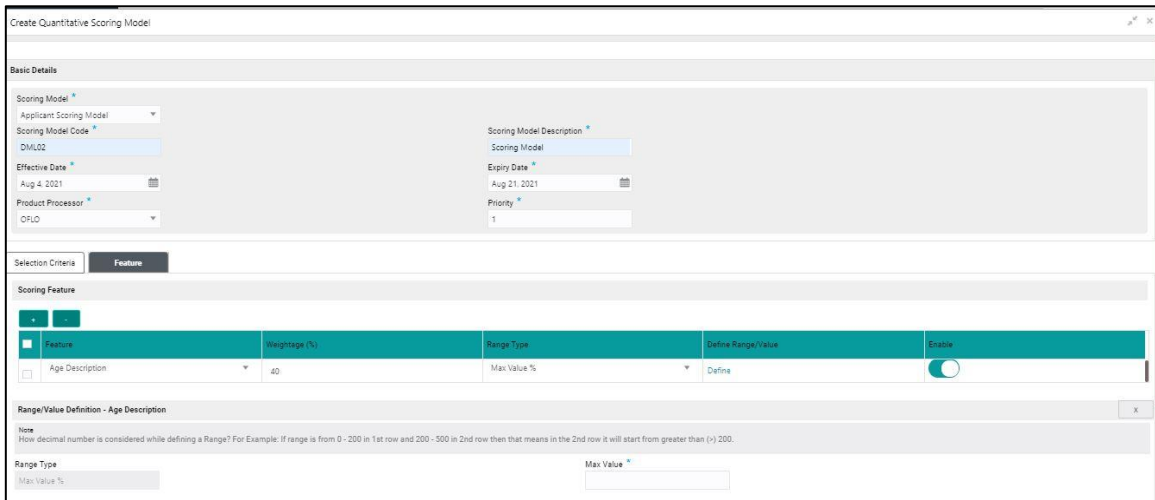 Create Quantitative Scoring Model
Basic Details
Scoring Model *
Applicant Scoring Model
Scoring Model Code *
Scoring Model Description *
DML02
Scoring Model
Effective Date *
Expiry Date *
Aug 4, 2021
Aug 21, 2021
Product Processor *
Priority *
OFLO
1
Selection Criteria
Feature
Scoring Feature
+ -
Feature Weightage (%) Range Type Define Range/Value Enable
Age Description 40 Max Value % Define
Range/Value Definition - Age Description
x
Note
How decimal number is considered while defining a Range? For Example: If range is from 0 - 200 in 1st row and 200 - 500 in 2nd row then that means in the 2nd row it will start from greater than (>) 200.
Range Type
Max Value *
Max Value %